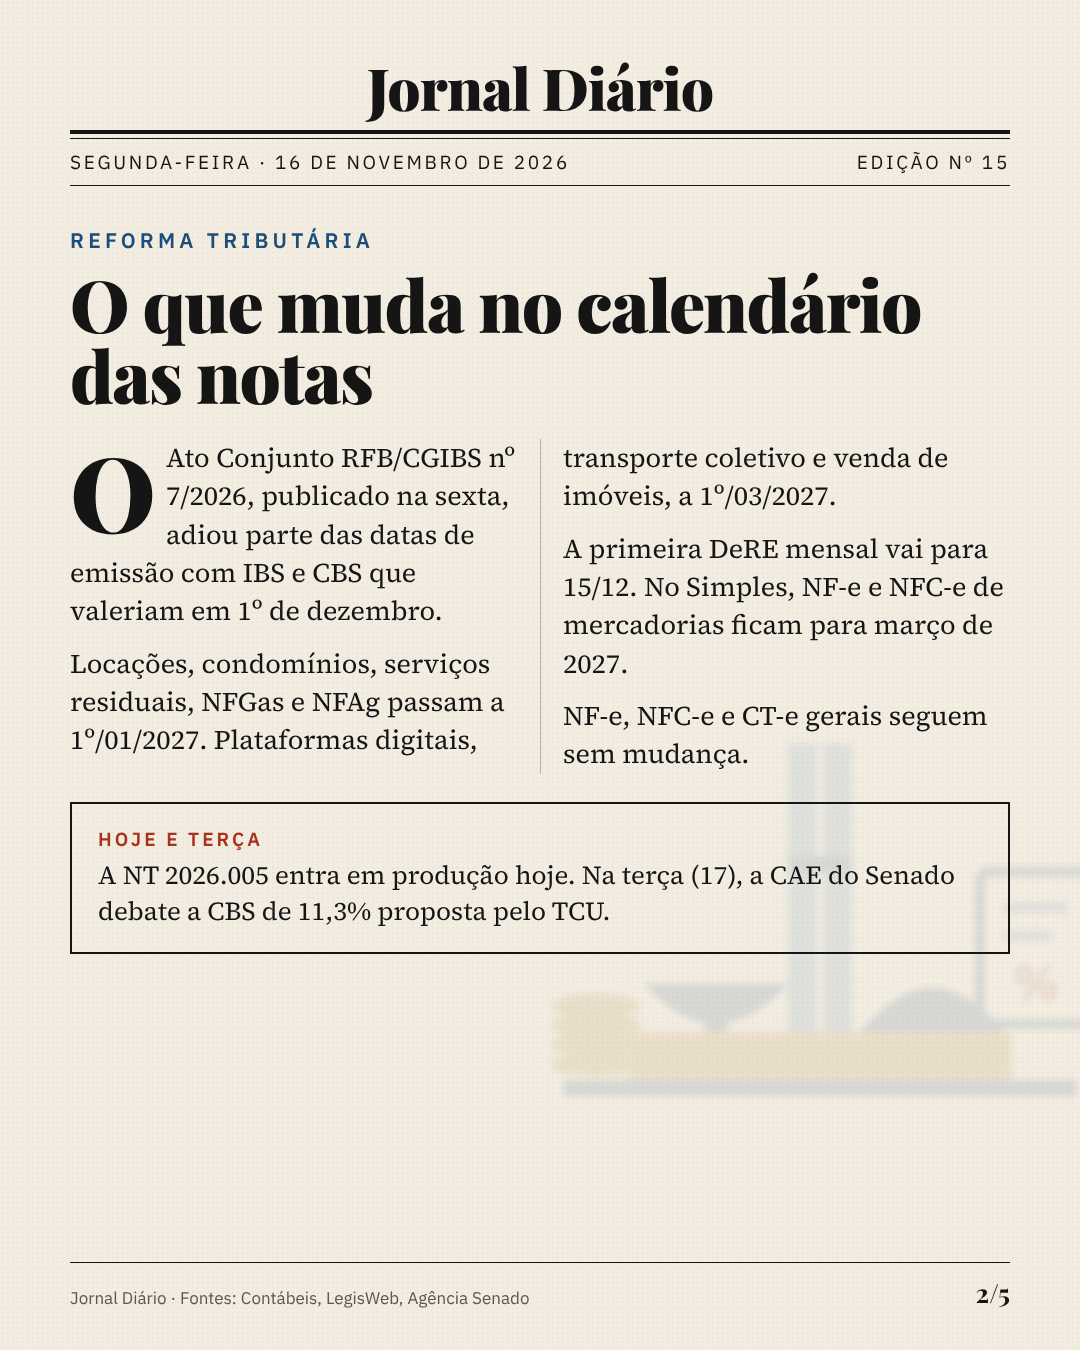 Jornal Diário
SEGUNDA-FEIRA · 16 DE NOVEMBRO DE 2026
EDIÇÃO Nº 15
REFORMA TRIBUTÁRIA
O que muda no calendário
das notas
O Ato Conjunto RFB/CGIBS nº
7/2026, publicado na sexta,
adiou parte das datas de
emissão com IBS e CBS que
valeriam em 1º de dezembro.
Locações, condomínios, serviços
residuais, NFGas e NFAg passam a
1º/01/2027. Plataformas digitais,
transporte coletivo e venda de
imóveis, a 1º/03/2027.
A primeira DeRE mensal vai para
15/12. No Simples, NF-e e NFC-e de
mercadorias ficam para março de
2027.
NF-e, NFC-e e CT-e gerais seguem
sem mudança.
HOJE E TERÇA
A NT 2026.005 entra em produção hoje. Na terça (17), a CAE do Senado
debate a CBS de 11,3% proposta pelo TCU.
%
Jornal Diário · Fontes: Contábeis, LegisWeb, Agência Senado
2/5